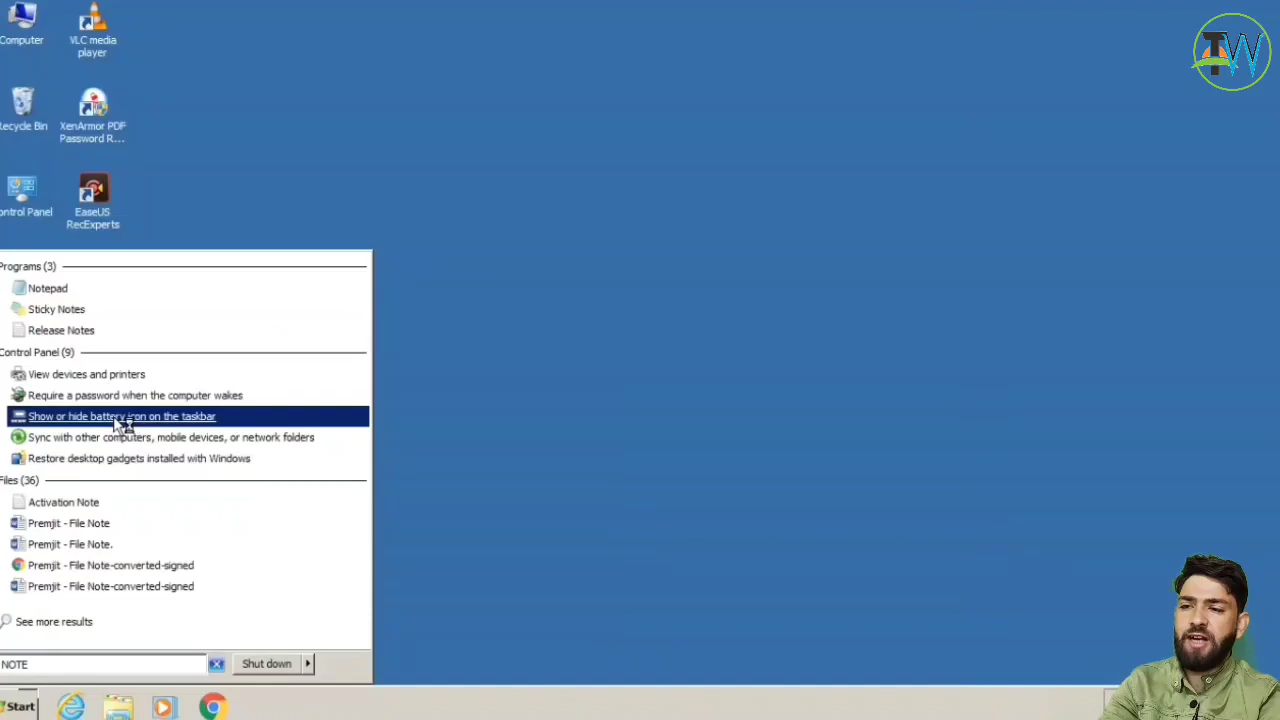 Computer
VLC media
player
Recycle Bin
XenArmor PDF
Password R...
Control Panel
EaseUS
RecExperts
Programs (3)
Notepad
Sticky Notes
Release Notes
Control Panel (9)
View devices and printers
Require a password when the computer wakes
Show or hide battery icon on the taskbar
Sync with other computers, mobile devices, or network folders
Restore desktop gadgets installed with Windows
Files (36)
Activation Note
Premjit - File Note
Premjit - File Note.
Premjit - File Note-converted-signed
Premjit - File Note-converted-signed
See more results
NOTE
Shut down
Start
TW